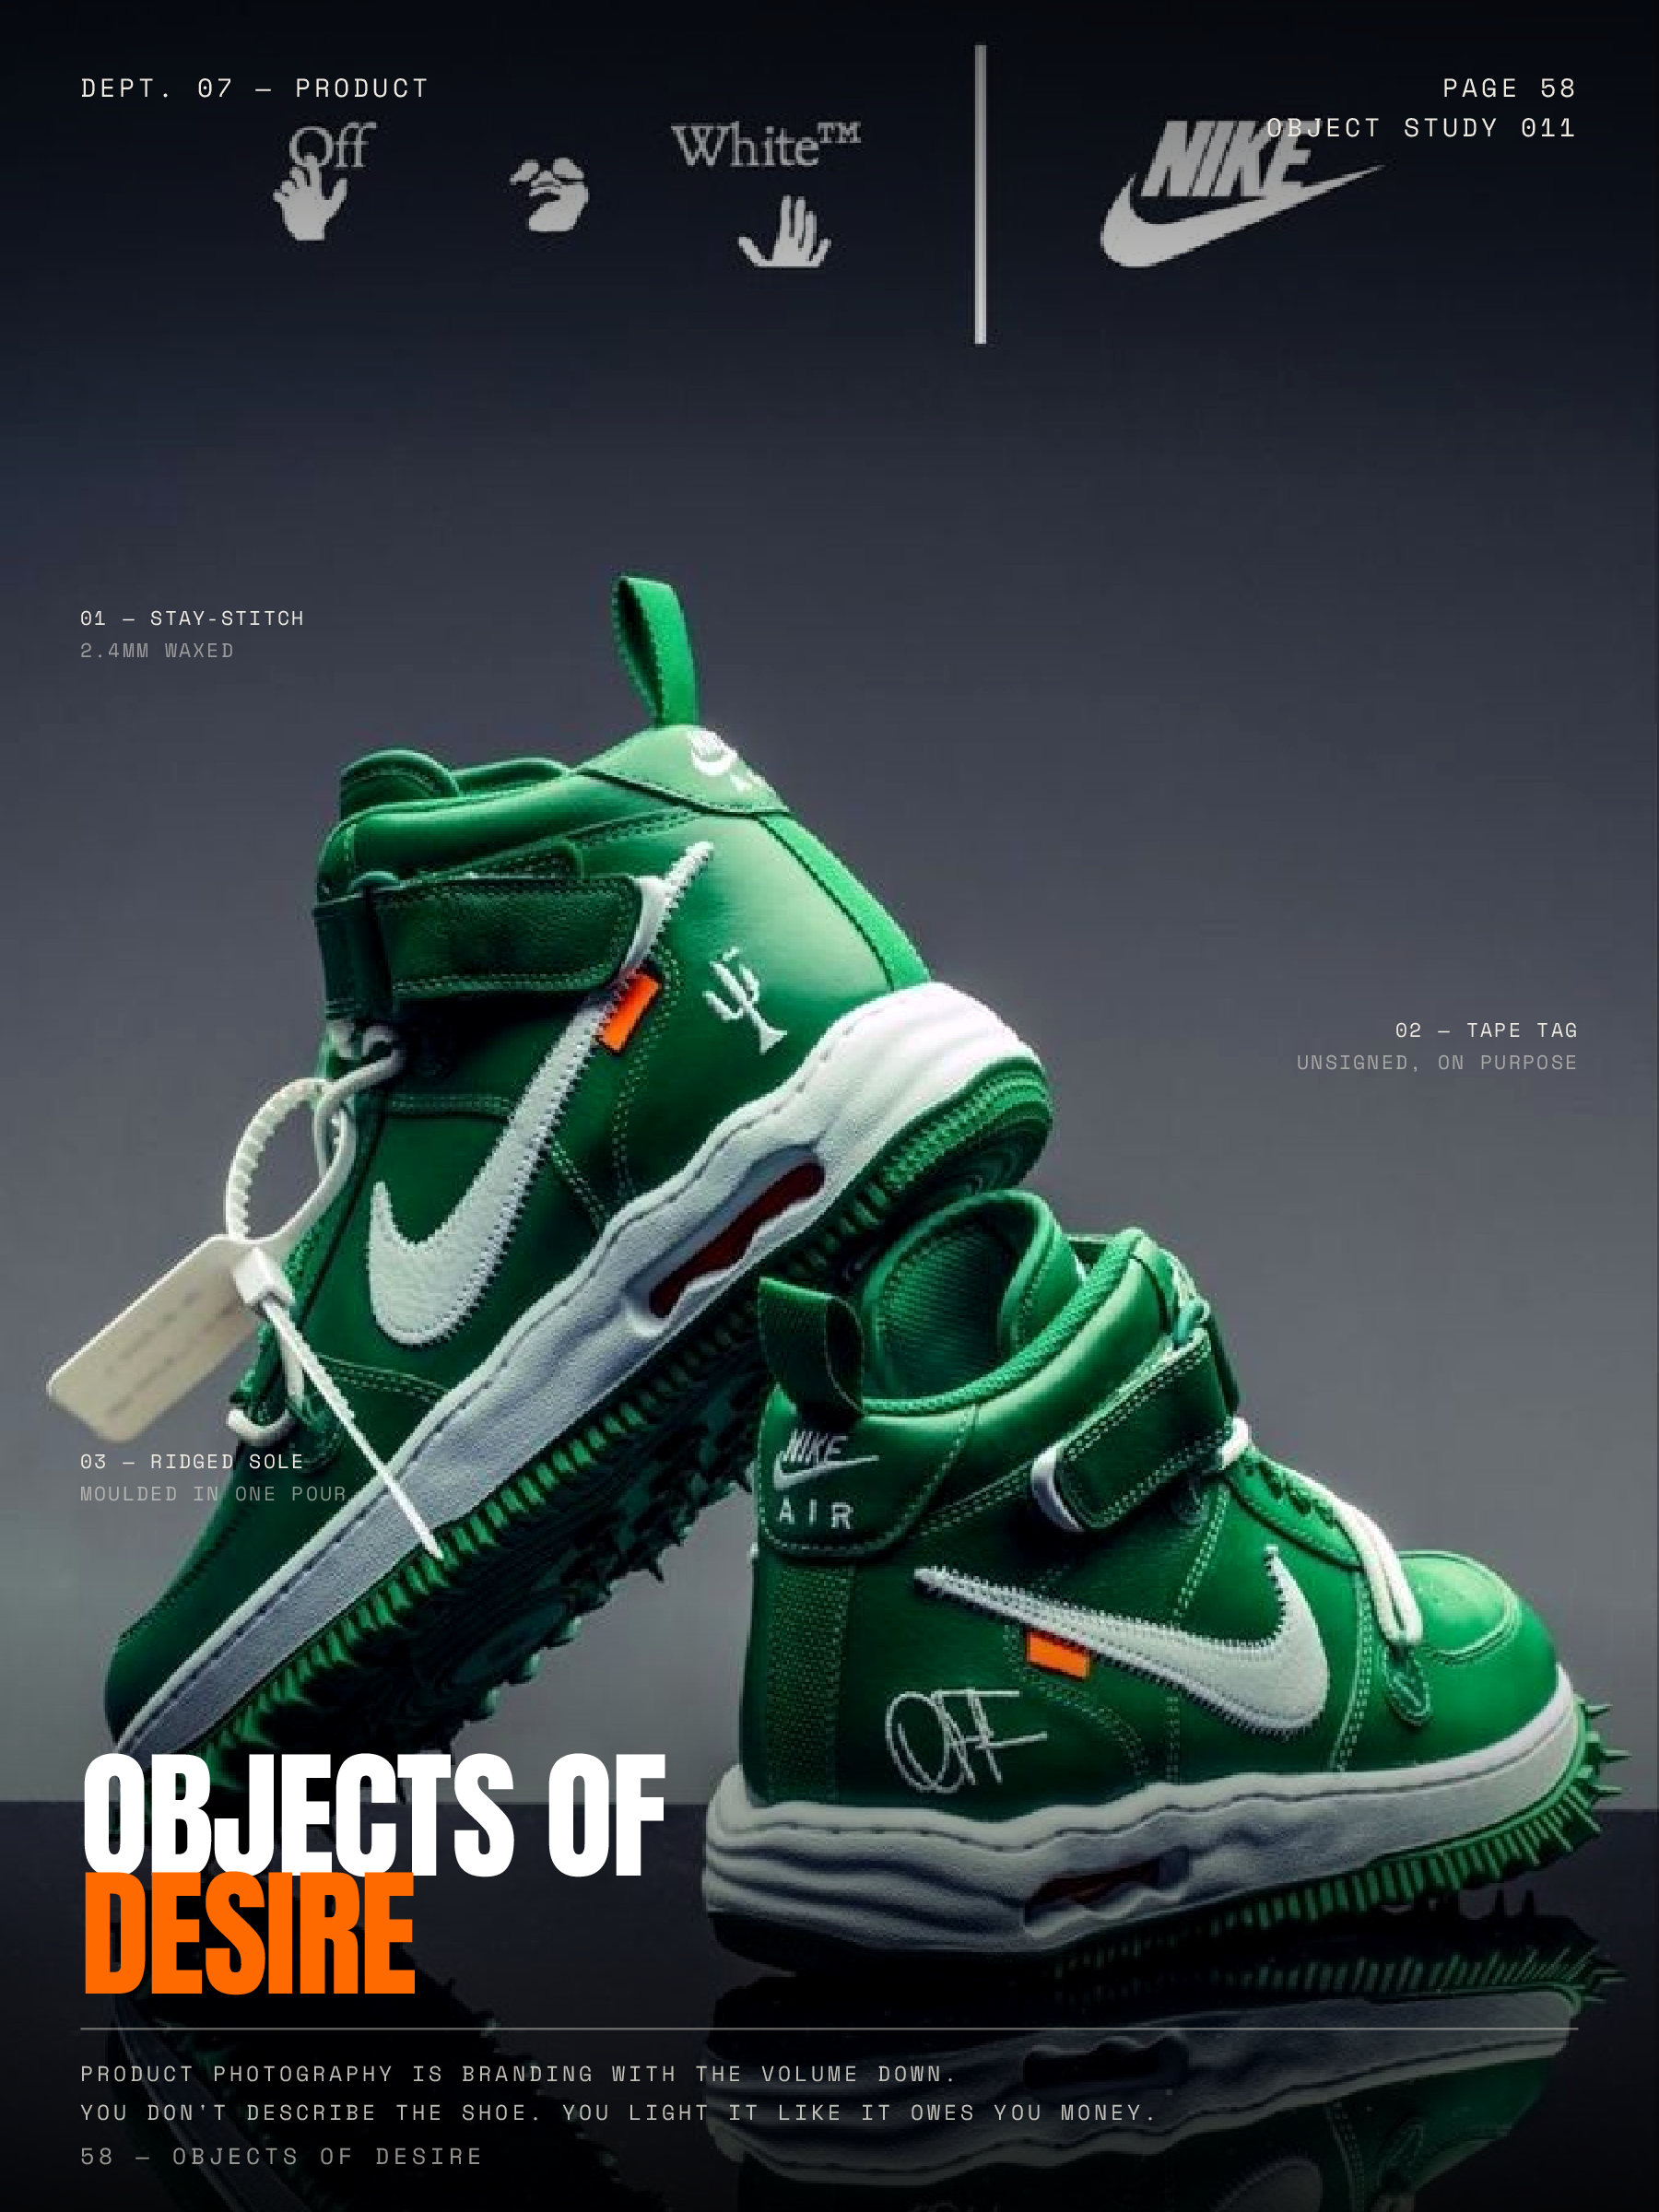 DEPT. 07 — PRODUCT
PAGE 58
OBJECT STUDY 011
Off
White™
NIKE
01 — STAY-STITCH
2.4MM WAXED
02 — TAPE TAG
UNSIGNED, ON PURPOSE
03 — RIDGED SOLE
MOULDED IN ONE POUR
NIKE
AIR
OFF
OBJECTS OF
DESIRE
PRODUCT PHOTOGRAPHY IS BRANDING WITH THE VOLUME DOWN.
YOU DON'T DESCRIBE THE SHOE. YOU LIGHT IT LIKE IT OWES YOU MONEY.
58 — OBJECTS OF DESIRE